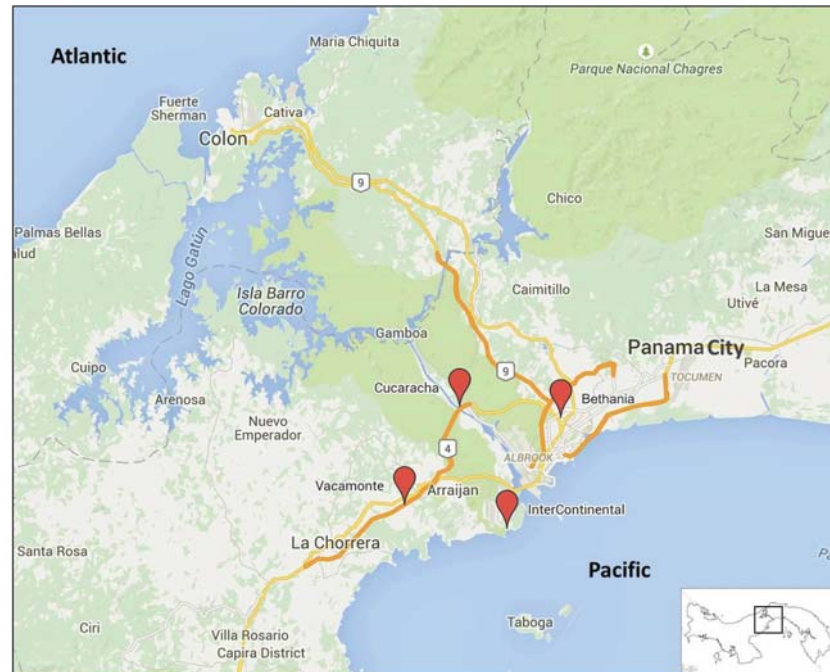 Atlantic
Maria Chiquita
Parque Nacional Chagres
Fuerte
Sherman
Cativa
Colon
9
Chico
Palmas Bellas
San Migue
alud
Lago Gatún
La Mesa
Isla Barro
Colorado
Caimitillo
Utivé
Gamboa
Panama City
Cuipo
Pacora
9
TOCUMEN
Cucaracha
Bethania
Arenosa
Nuevo
Emperador
4
ALBROOK
Vacamonte
Arraijan
InterContinental
La Chorrera
Santa Rosa
Pacific
Taboga
Ciri
Villa Rosario
Capira District